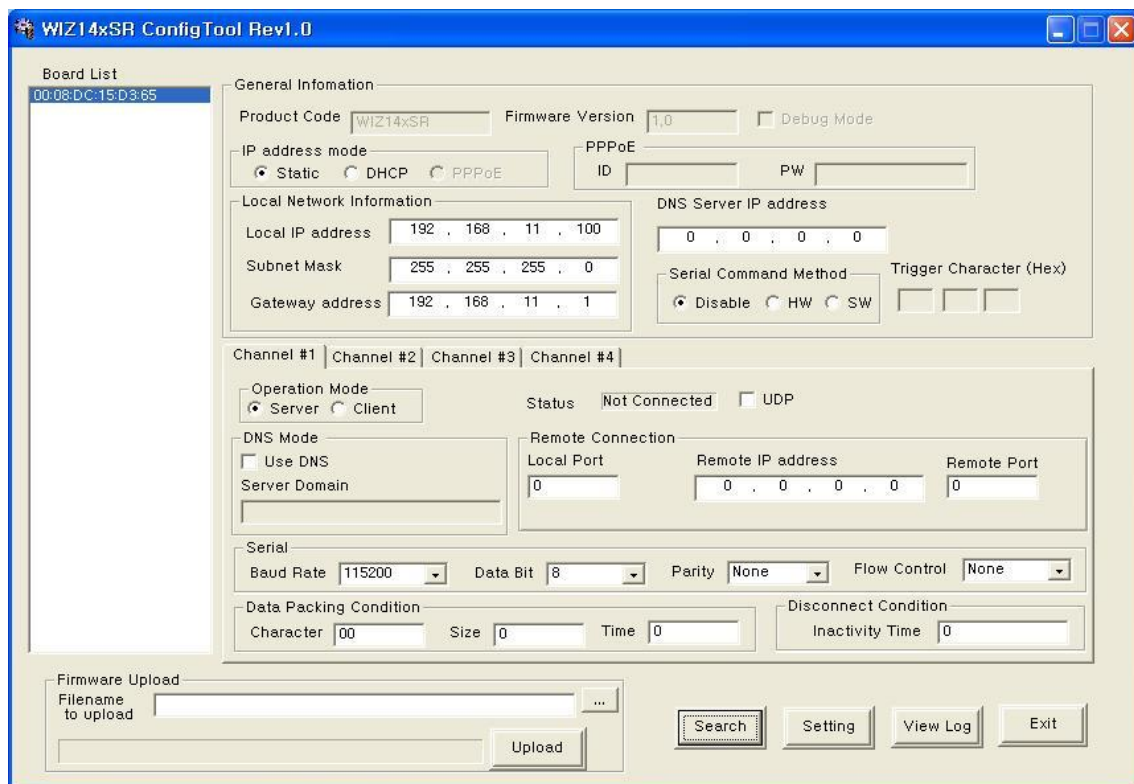 WIZ14xSR ConfigTool Rev1.0
Board List
00:08:DC:15:D3:65
General Infomation
Product Code WIZ14xSR Firmware Version 1,0 Debug Mode
IP address mode
Static DHCP PPPoE
PPPoE
ID PW
Local Network Information
Local IP address 192 . 168 . 11 . 100
Subnet Mask 255 . 255 . 255 . 0
Gateway address 192 . 168 . 11 . 1
DNS Server IP address
0 . 0 . 0 . 0
Serial Command Method
Disable HW SW
Trigger Character (Hex)
Channel #1 Channel #2 Channel #3 Channel #4
Operation Mode
Server Client
Status Not Connected UDP
DNS Mode
Use DNS
Server Domain
Remote Connection
Local Port Remote IP address Remote Port
0 0 . 0 . 0 . 0 0
Serial
Baud Rate 115200 Data Bit 8 Parity None Flow Control None
Data Packing Condition
Character 00 Size 0 Time 0
Disconnect Condition
Inactivity Time 0
Firmware Upload
Filename
to upload ...
Upload
Search Setting View Log Exit